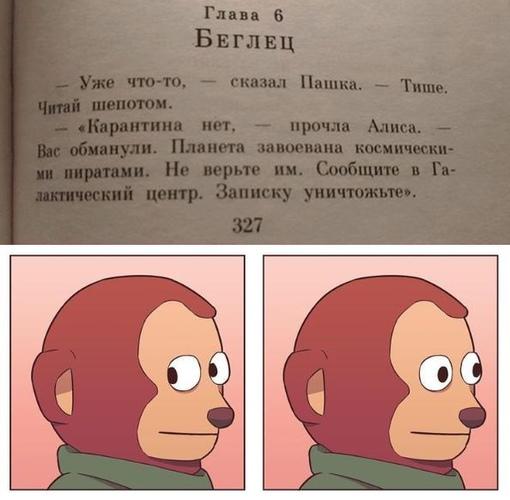 Глава 6
Беглец
— Уже что-то, — сказал Пашка. — Тише.
Читай шепотом.
— «Карантина нет, — прочла Алиса. —
Вас обманули. Планета завоевана космически-
ми пиратами. Не верьте им. Сообщите в Га-
лактический центр. Записку уничтожьте».
327